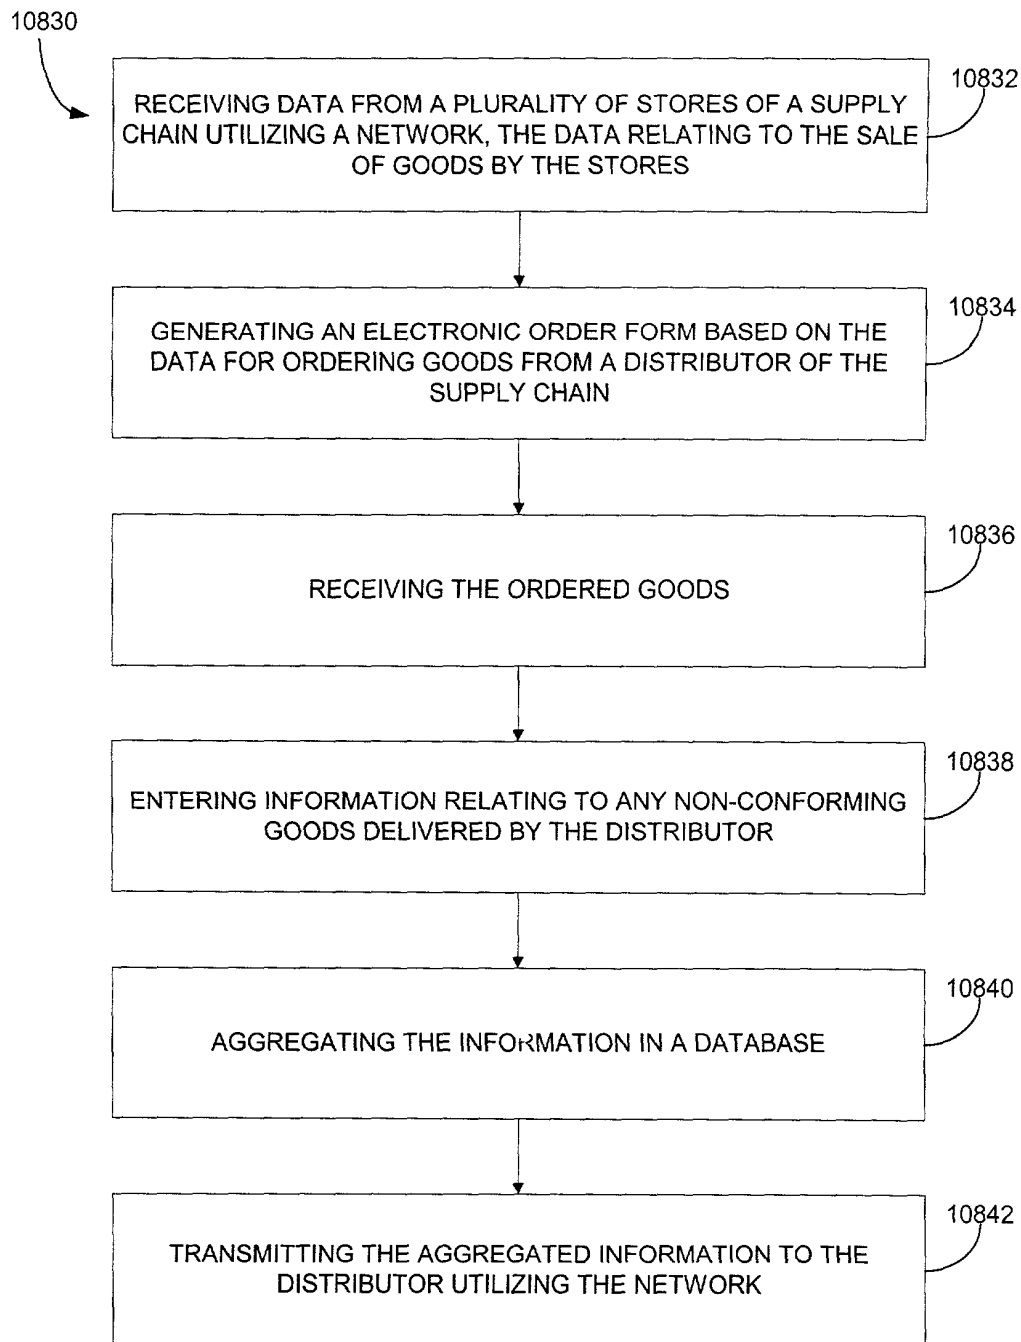 10830
RECEIVING DATA FROM A PLURALITY OF STORES OF A SUPPLY
CHAIN UTILIZING A NETWORK, THE DATA RELATING TO THE SALE
OF GOODS BY THE STORES
10832
GENERATING AN ELECTRONIC ORDER FORM BASED ON THE
DATA FOR ORDERING GOODS FROM A DISTRIBUTOR OF THE
SUPPLY CHAIN
10834
RECEIVING THE ORDERED GOODS
10836
ENTERING INFORMATION RELATING TO ANY NON-CONFORMING
GOODS DELIVERED BY THE DISTRIBUTOR
10838
AGGREGATING THE INFORMATION IN A DATABASE
10840
TRANSMITTING THE AGGREGATED INFORMATION TO THE
DISTRIBUTOR UTILIZING THE NETWORK
10842